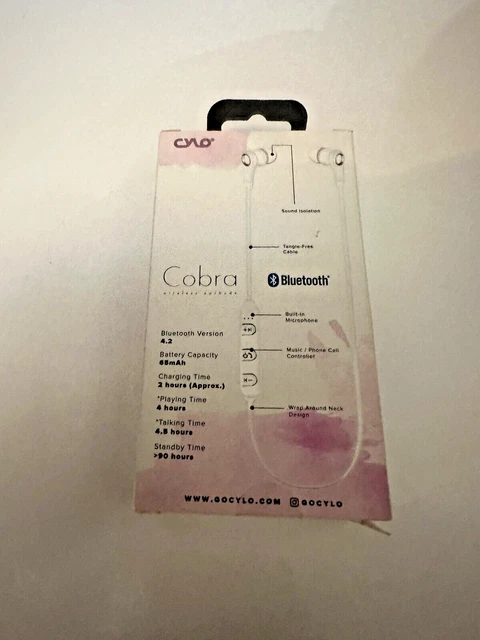 CYLO®
Sound Isolation
Tangle-Free
Cable
Cobra
wireless earbuds
Bluetooth®
Built-In
Microphone
Music / Phone Call
Controller
Wrap Around Neck
Design
Bluetooth Version
4.2
Battery Capacity
65mAh
Charging Time
2 hours (Approx.)
*Playing Time
4 hours
*Talking Time
4.5 hours
Standby Time
>90 hours
WWW.GOCYLO.COM GOCYLO